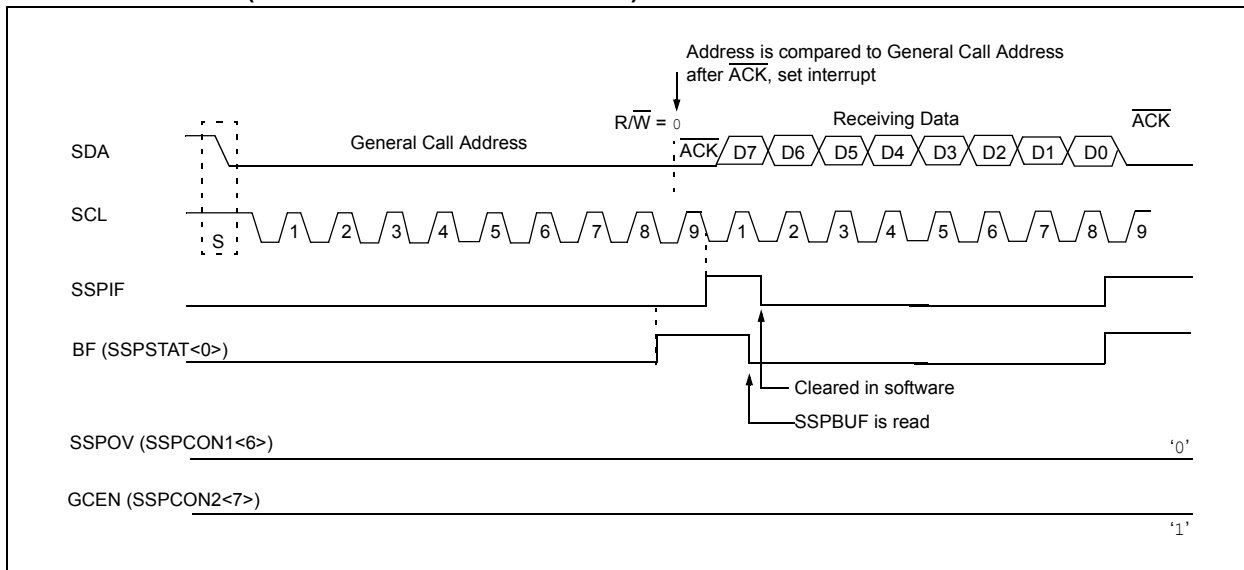 Address is compared to General Call Address
after ACK, set interrupt
R/W = 0
Receiving Data
ACK
SDA
General Call Address
ACK
D7 D6 D5 D4 D3 D2 D1 D0
SCL
S
1 2 3 4 5 6 7 8 9 1 2 3 4 5 6 7 8 9
SSPIF
BF (SSPSTAT<0>)
Cleared in software
SSPBUF is read
SSPOV (SSPCON1<6>)
‘0’
GCEN (SSPCON2<7>)
‘1’